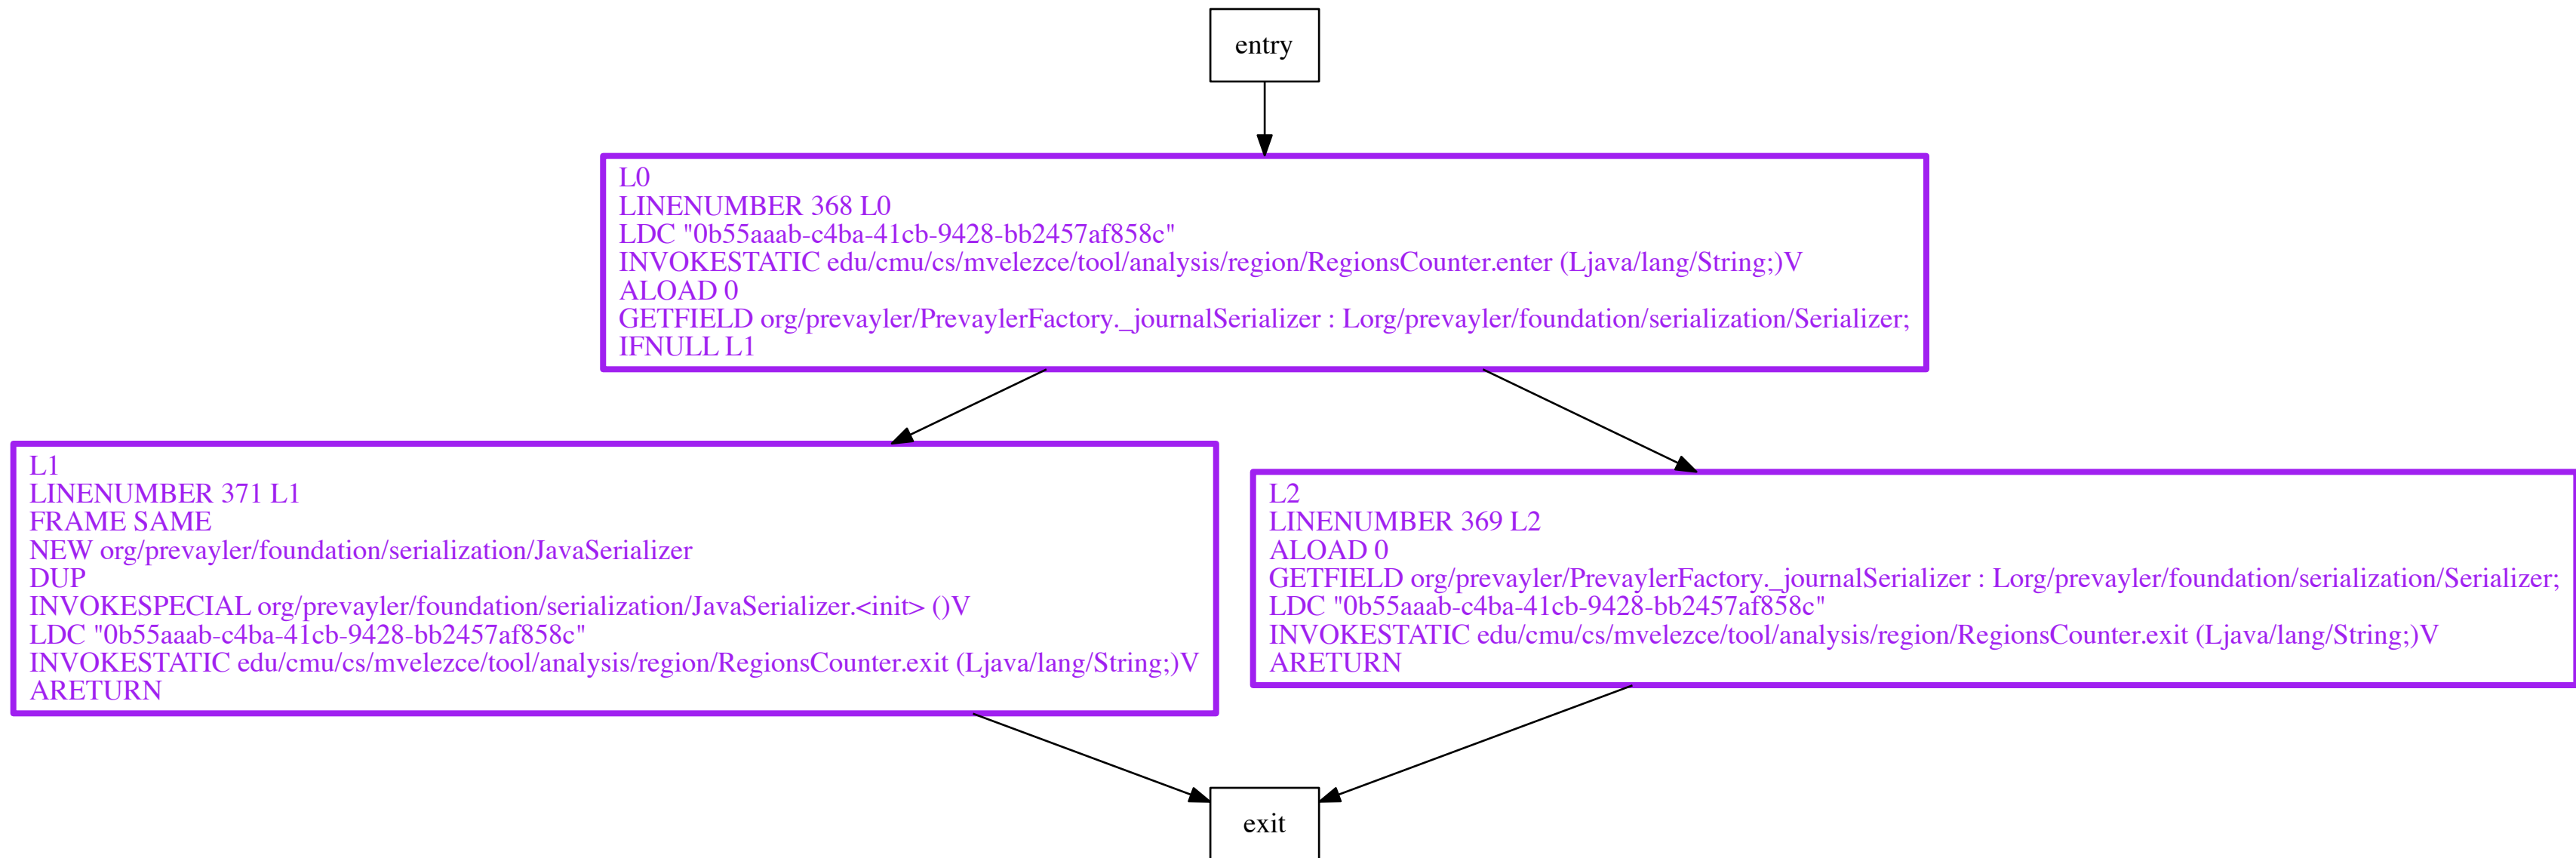 entry
L0
LINENUMBER 368 L0
LDC "0b55aaab-c4ba-41cb-9428-bb2457af858c"
INVOKESTATIC edu/cmu/cs/mvelezce/tool/analysis/region/RegionsCounter.enter (Ljava/lang/String;)V
ALOAD 0
GETFIELD org/prevayler/PrevaylerFactory._journalSerializer : Lorg/prevayler/foundation/serialization/Serializer;
IFNULL L1
L1
LINENUMBER 371 L1
FRAME SAME
NEW org/prevayler/foundation/serialization/JavaSerializer
DUP
INVOKESPECIAL org/prevayler/foundation/serialization/JavaSerializer.<init> ()V
LDC "0b55aaab-c4ba-41cb-9428-bb2457af858c"
INVOKESTATIC edu/cmu/cs/mvelezce/tool/analysis/region/RegionsCounter.exit (Ljava/lang/String;)V
ARETURN
L2
LINENUMBER 369 L2
ALOAD 0
GETFIELD org/prevayler/PrevaylerFactory._journalSerializer : Lorg/prevayler/foundation/serialization/Serializer;
LDC "0b55aaab-c4ba-41cb-9428-bb2457af858c"
INVOKESTATIC edu/cmu/cs/mvelezce/tool/analysis/region/RegionsCounter.exit (Ljava/lang/String;)V
ARETURN
exit